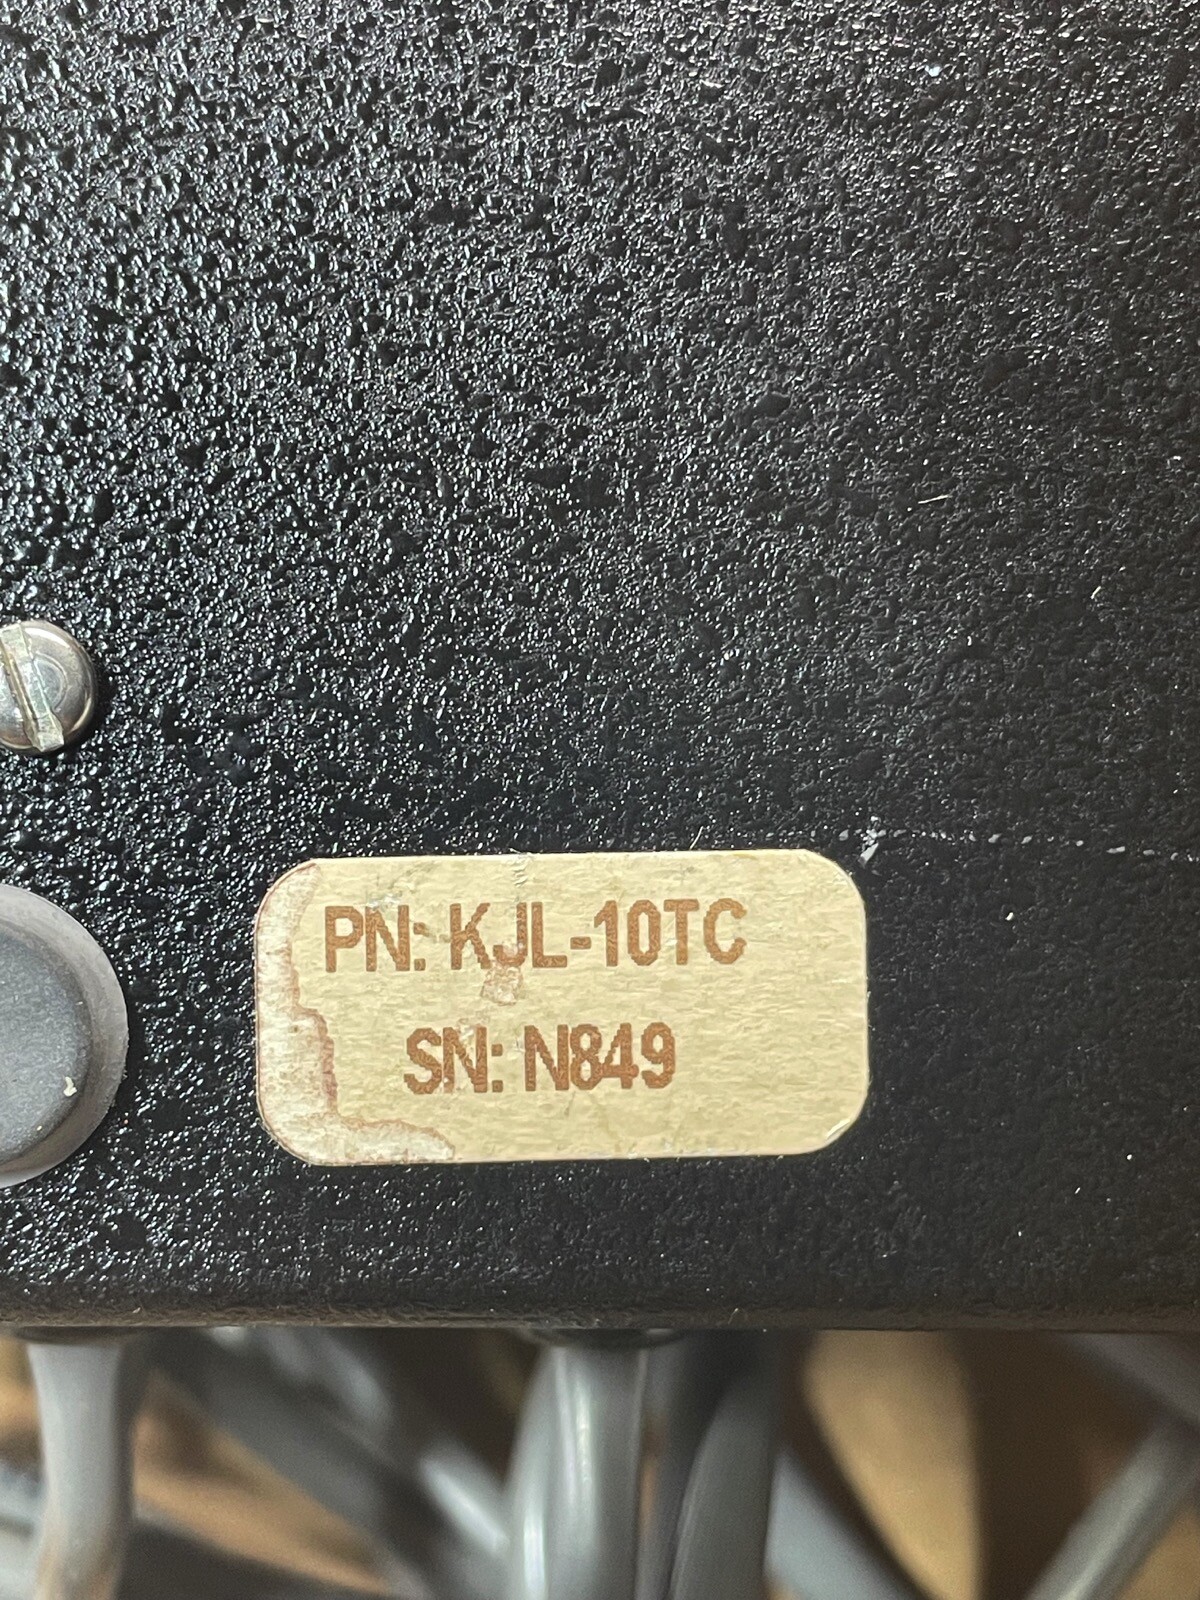 PN: KJL-10TC
SN: N849